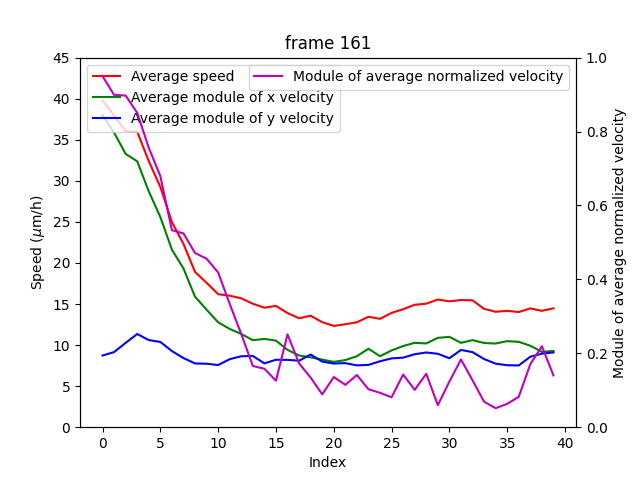 frame 161
Average speed
Average module of x velocity
Average module of y velocity
Module of average normalized velocity
Speed (μm/h)
45
40
35
30
25
20
15
10
5
0
0 5 10 15 20 25 30 35 40
Index
1.0
0.8
0.6
0.4
0.2
0.0
Module of average normalized velocity